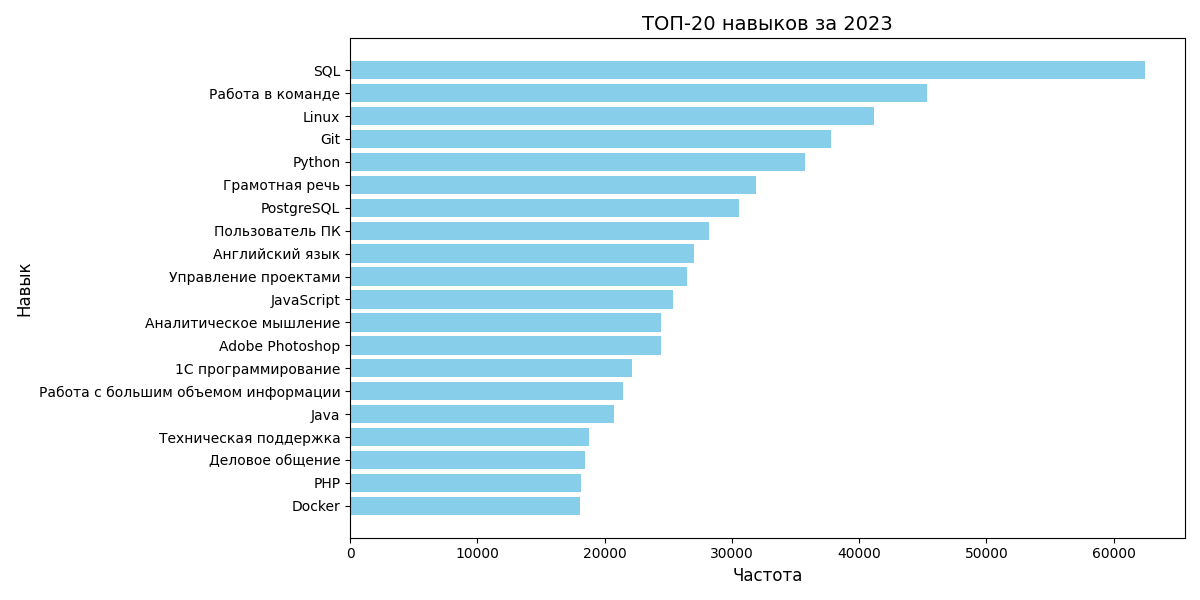 ТОП-20 навыков за 2023
SQL
Работа в команде
Linux
Git
Python
Грамотная речь
PostgreSQL
Пользователь ПК
Английский язык
Управление проектами
JavaScript
Аналитическое мышление
Adobe Photoshop
1С программирование
Работа с большим объемом информации
Java
Техническая поддержка
Деловое общение
PHP
Docker
Навык
0 10000 20000 30000 40000 50000 60000
Частота